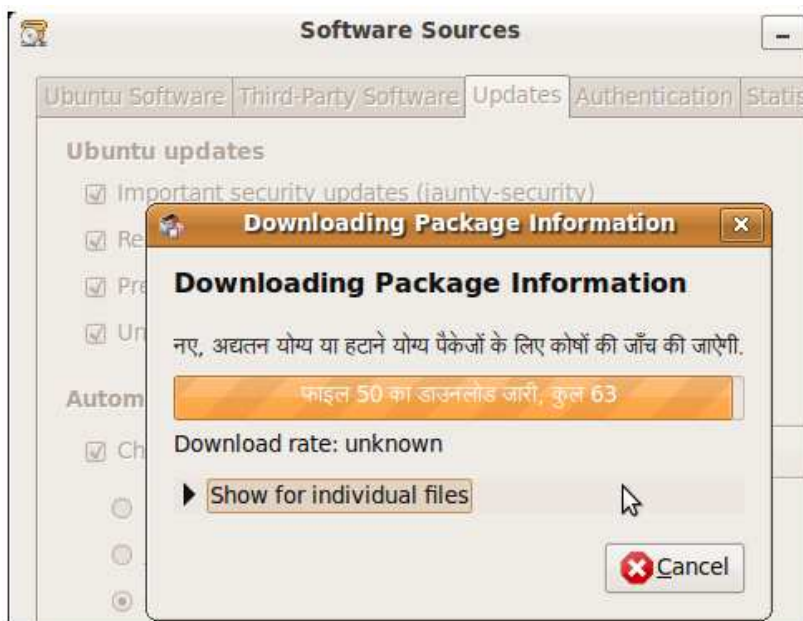 Software Sources
Ubuntu Software Third-Party Software Updates Authentication
Ubuntu updates
Important security updates (jaunty-security)
Downloading Package Information
Downloading Package Information
नए, अद्यतन योग्य या हटाने योग्य पैकेजों के लिए कोषों की जाँच की जाऐगी.
फाइल 50 का डाउनलोड जारी, कुल 63
Download rate: unknown
Show for individual files
Cancel